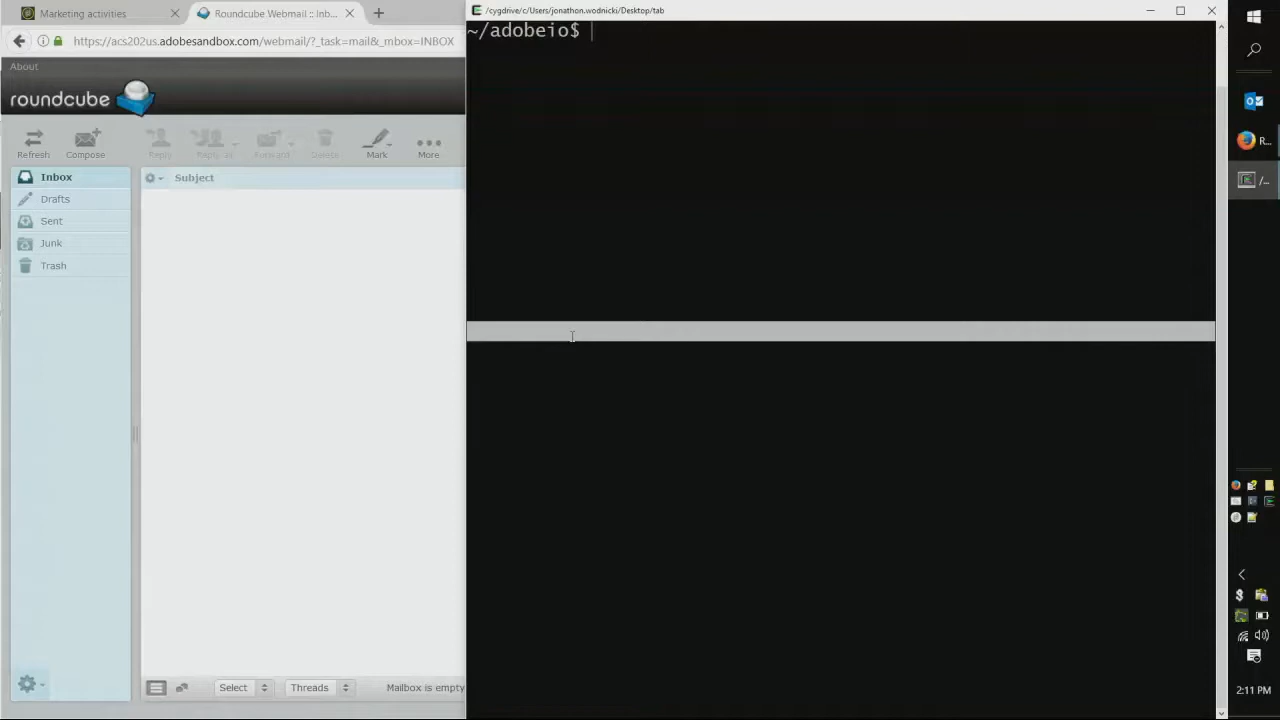 Marketing activities
Roundcube Webmail :: Inb...
/cygdrive/c/Users/jonathon.wodnicki/Desktop/tab
https://acs202us.adobesandbox.com/webmail/?_task=mail&_mbox=INBOX
~/adobeio$
About
roundcube
Refresh
Compose
Reply
Reply-all
Forward
Delete
Mark
More
Inbox
Subject
Drafts
Sent
Junk
Trash
Select
Threads
Mailbox is empty
R...
/...
2:11 PM